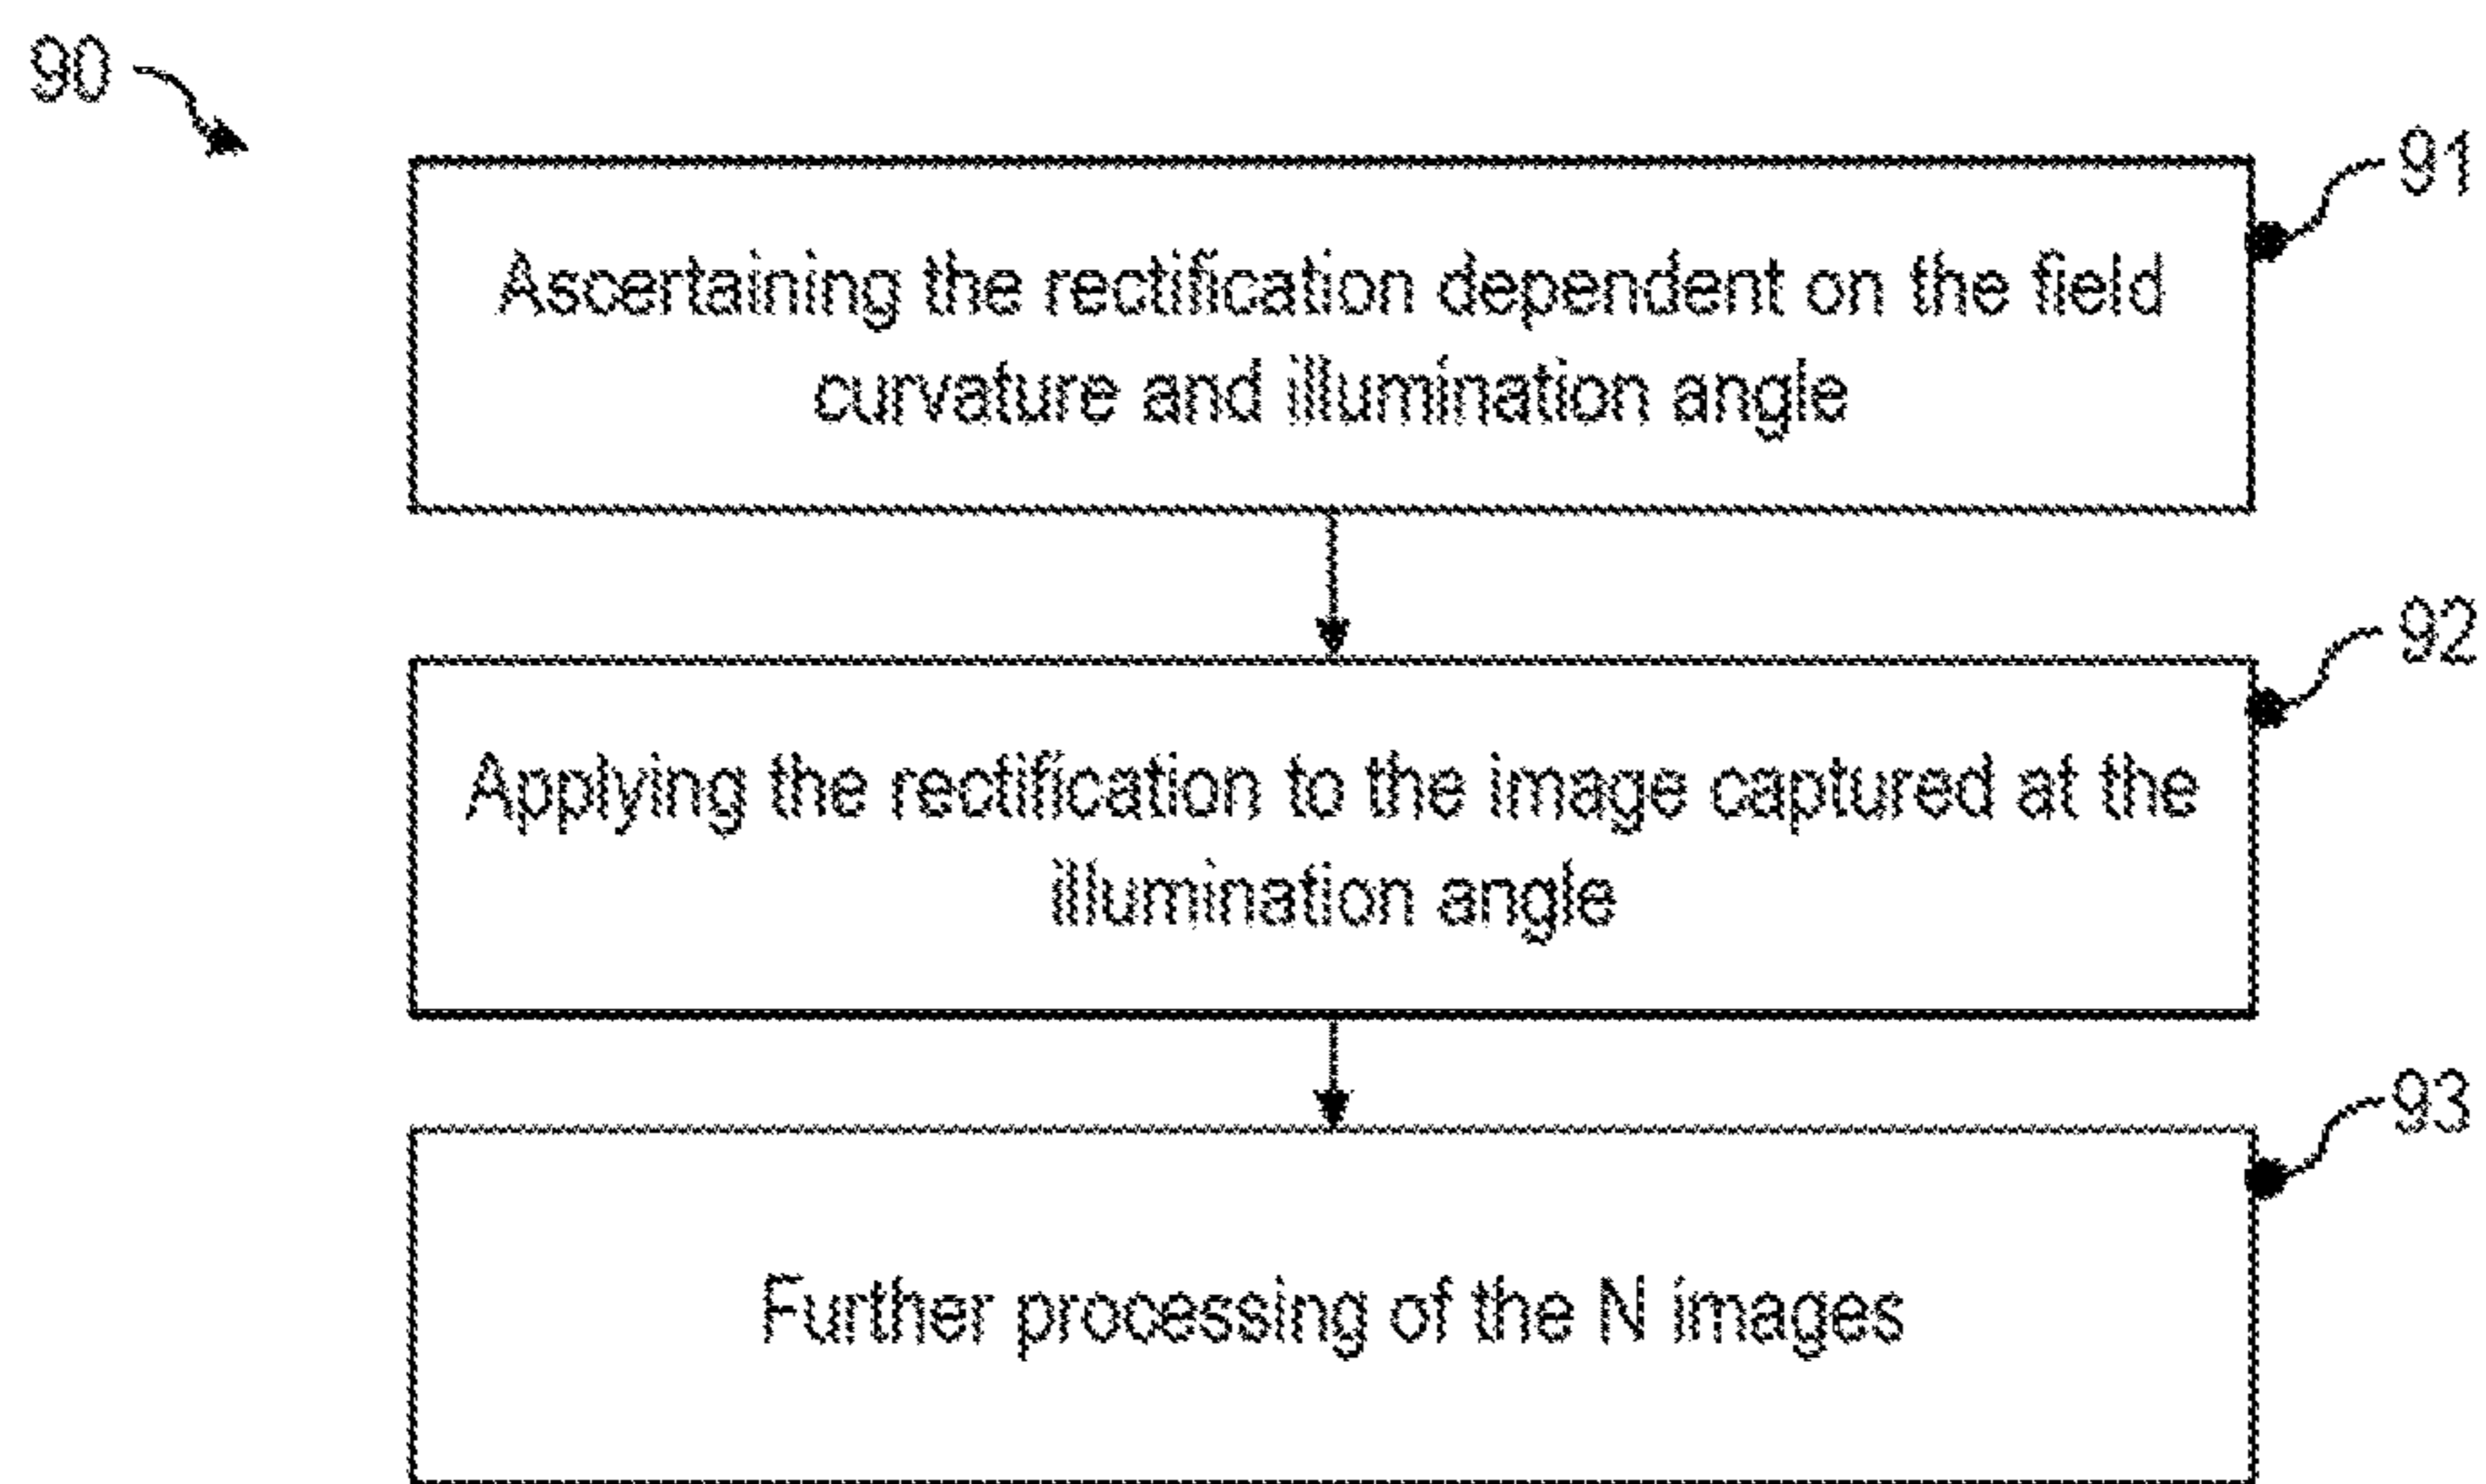 90
91
Ascertaining the rectification dependent on the field
curvature and illumination angle
92
Applying the rectification to the image captured at the
illumination angle
93
Further processing of the N images